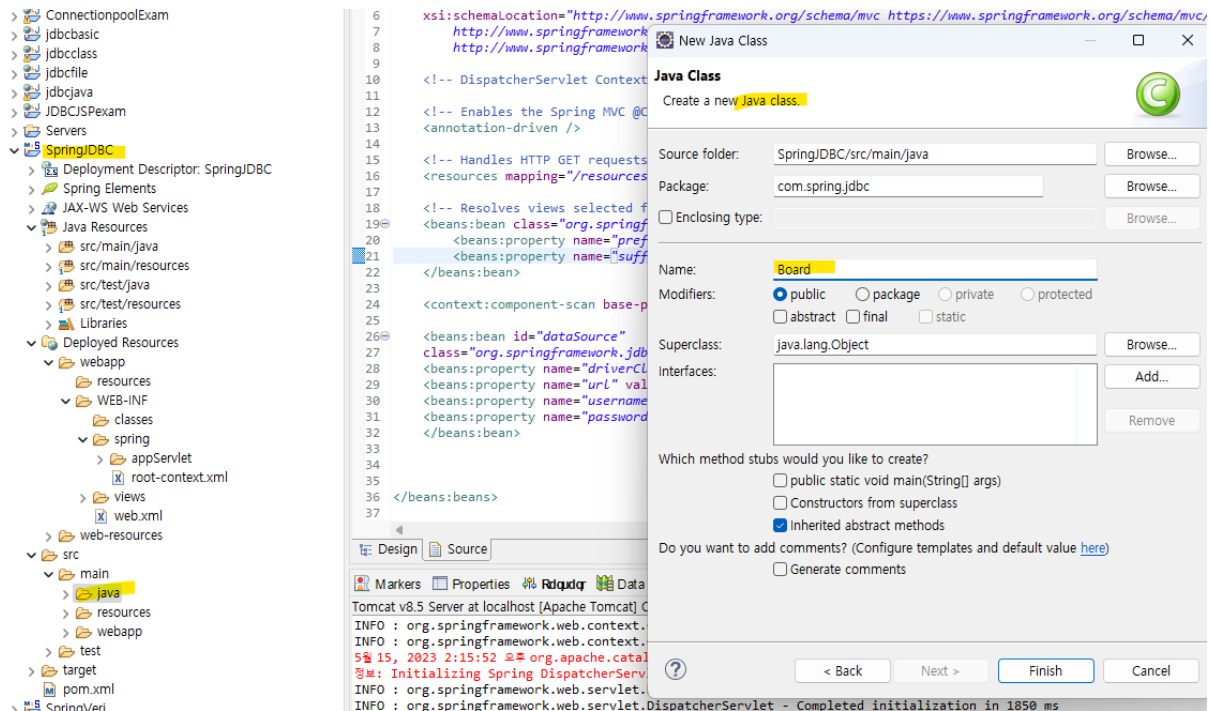 ConnectionpoolExam
jdbcbasic
jdbcclass
jdbcfile
jdbcjava
JDBCJSPexam
Servers
SpringJDBC
Deployment Descriptor: SpringJDBC
Spring Elements
JAX-WS Web Services
Java Resources
src/main/java
src/main/resources
src/test/java
src/test/resources
Libraries
Deployed Resources
webapp
resources
WEB-INF
classes
spring
appServlet
root-context.xml
views
web.xml
web-resources
src
main
java
resources
webapp
test
target
pom.xml
SpringVeri
6 xsi:schemaLocation="http://www.springframework.org/schema/mvc https://www.springframework.org/schema/mvc/
7 http://www.springframework
8 http://www.springframework
9
10 <!-- DispatcherServlet Context
11
12 <!-- Enables the Spring MVC @C
13 <annotation-driven />
14
15 <!-- Handles HTTP GET requests
16 <resources mapping="/resources
17
18 <!-- Resolves views selected f
19 <beans:bean class="org.springf
20 <beans:property name="pref
21 <beans:property name="suff
22 </beans:bean>
23
24 <context:component-scan base-p
25
26 <beans:bean id="dataSource"
27 class="org.springframework.jdb
28 <beans:property name="driverCl
29 <beans:property name="url" val
30 <beans:property name="username
31 <beans:property name="password
32 </beans:bean>
33
34
35
36 </beans:beans>
37
Design Source
Markers Properties Data
Tomcat v8.5 Server at localhost [Apache Tomcat] C
INFO : org.springframework.web.context.
INFO : org.springframework.web.context.
5월 15, 2023 2:15:52 오후 org.apache.catal
정보: Initializing Spring DispatcherServ
INFO : org.springframework.web.servlet.
INFO : org.springframework.web.servlet.DispatcherServlet - Completed initialization in 1850 ms
New Java Class
Java Class
Create a new Java class.
Source folder: SpringJDBC/src/main/java Browse...
Package: com.spring.jdbc Browse...
Enclosing type: Browse...
Name: Board
Modifiers: public package private protected
abstract final static
Superclass: java.lang.Object Browse...
Interfaces: Add...
Remove
Which method stubs would you like to create?
public static void main(String[] args)
Constructors from superclass
Inherited abstract methods
Do you want to add comments? (Configure templates and default value here)
Generate comments
? < Back Next > Finish Cancel